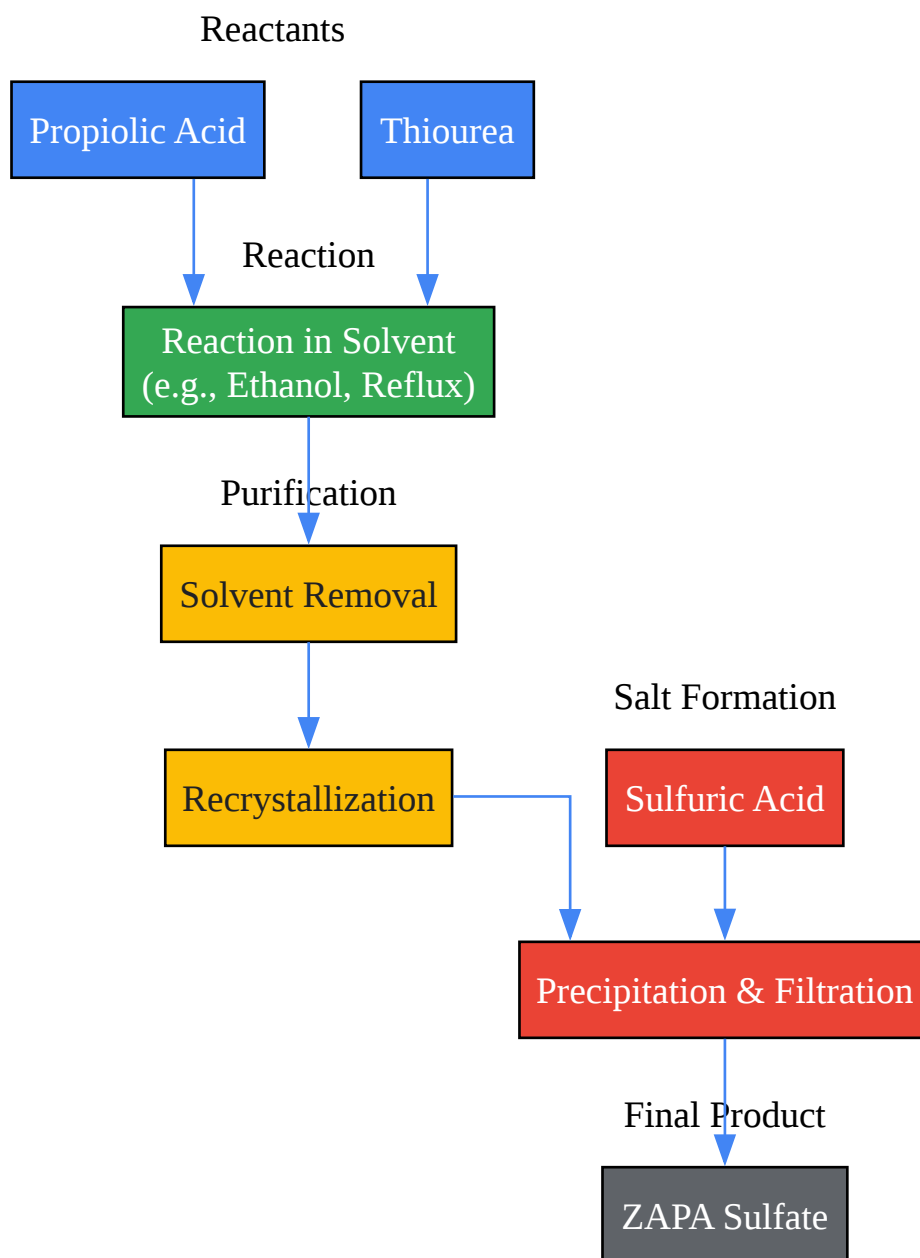 Reactants
Propiolic Acid
Thiourea
Reaction
Reaction in Solvent
(e.g., Ethanol, Reflux)
Purification
Solvent Removal
Salt Formation
Recrystallization
Sulfuric Acid
Precipitation & Filtration
Final Product
ZAPA Sulfate